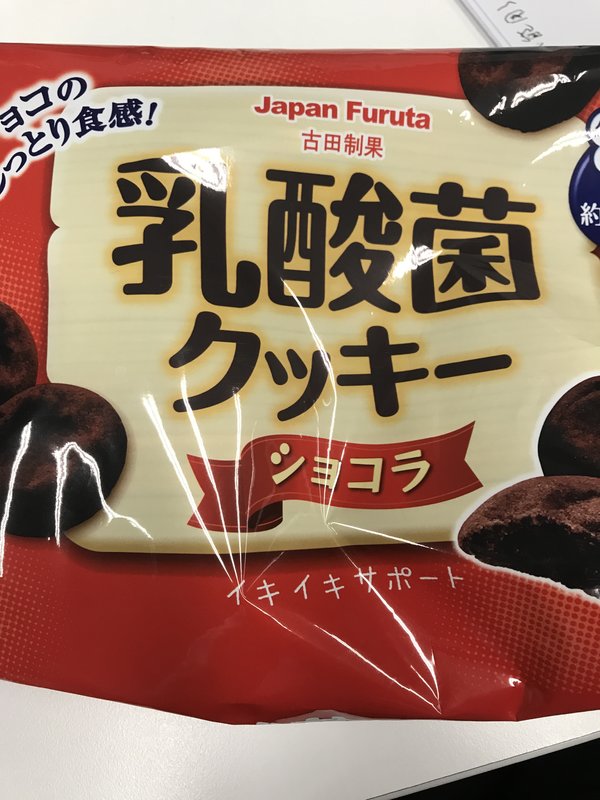 ョコの
っとり食感!
Japan Furuta
古田制果
乳酸菌
クッキー
ショコラ
イキイキサポート
約